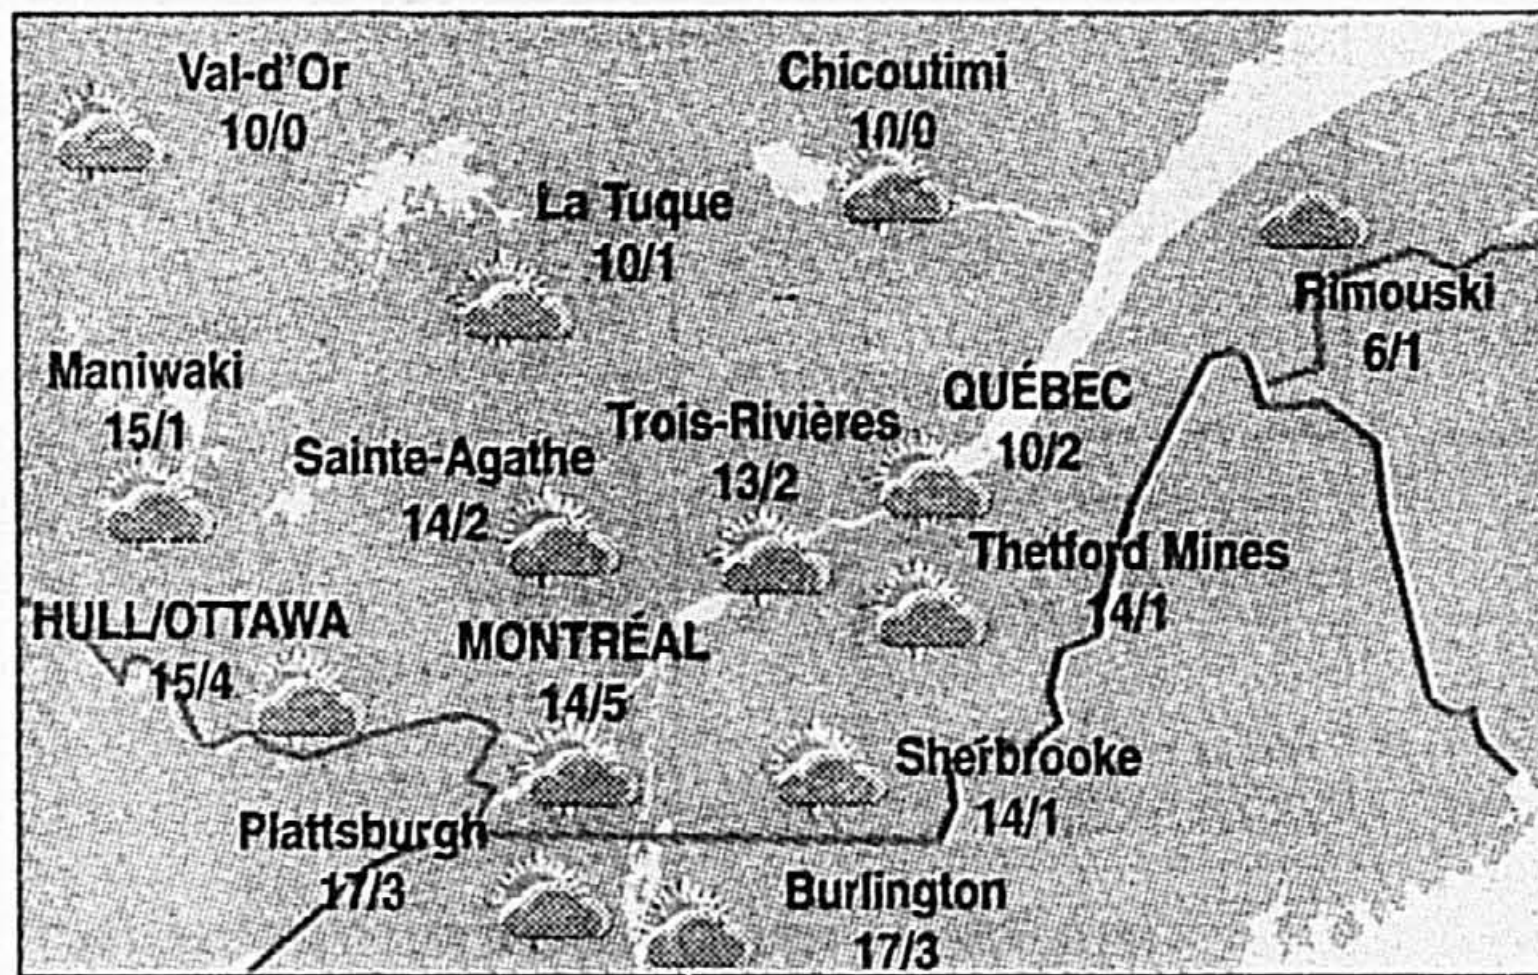 Val-d'Or
10/0
Chicoutimi
10/0
La Tuque
10/1
Rimouski
6/1
Maniwaki
15/1
QUÉBEC
10/2
Trois-Rivières
13/2
Sainte-Agathe
14/2
Thetford Mines
14/1
HULL/OTTAWA
15/4
MONTRÉAL
14/5
Sherbrooke
14/1
Plattsburgh
17/3
Burlington
17/3